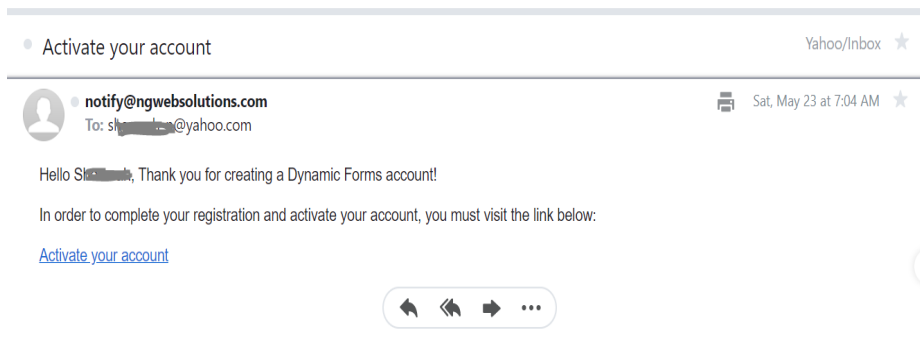 Activate your account
Yahoo/Inbox
notify@ngwebsolutions.com
Sat, May 23 at 7:04 AM
To: @yahoo.com
Hello , Thank you for creating a Dynamic Forms account!
In order to complete your registration and activate your account, you must visit the link below:
Activate your account